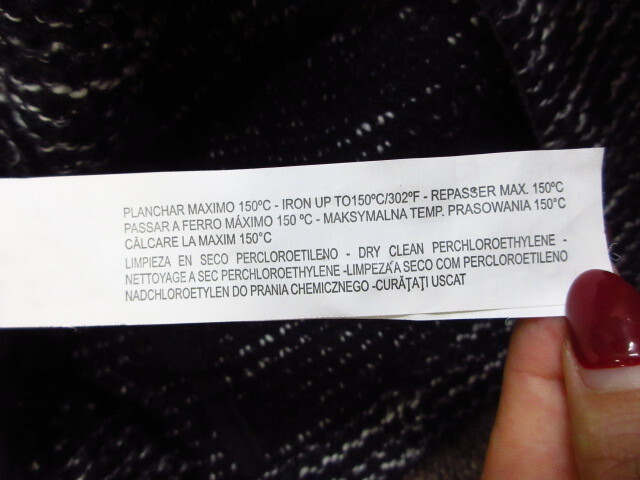 PLANCHAR MAXIMO 150ºC - IRON UP TO150ºC/302ºF - REPASSER MAX. 150ºC
PASSAR A FERRO MÁXIMO 150 ºC - MAKSYMALNA TEMP. PRASOWANIA 150°C
CĂLCARE LA MAXIM 150°C
LIMPIEZA EN SECO PERCLOROETILENO - DRY CLEAN PERCHLOROETHYLENE -
NETTOYAGE A SEC PERCHLOROETHYLENE -LIMPEZA A SECO COM PERCLOROETILENO
NADCHLOROETYLEN DO PRANIA CHEMICZNEGO -CURĂŢAŢI USCAT